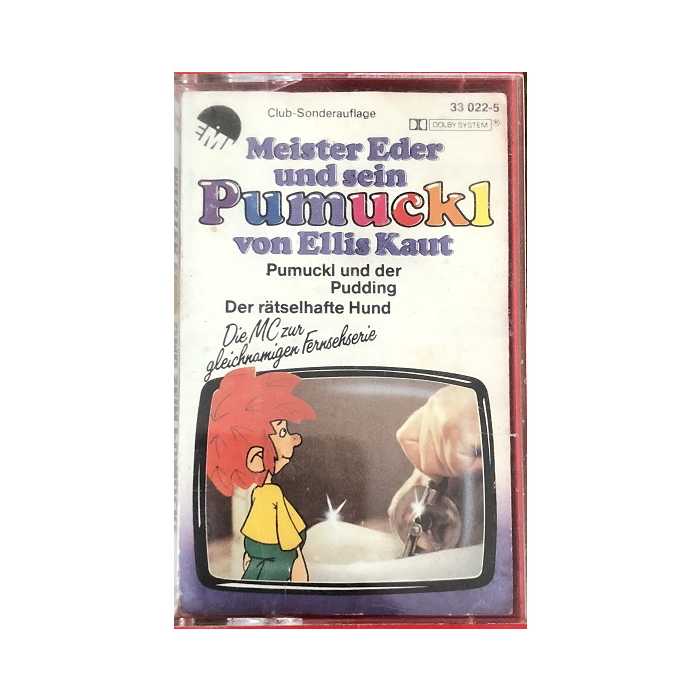 Club-Sonderauflage
33 022-5
EMI
DOLBY SYSTEM ®
Meister Eder
und sein
Pumuckl
von Ellis Kaut
Pumuckl und der
Pudding
Der rätselhafte Hund
Die MC zur
gleichnamigen Fernsehserie